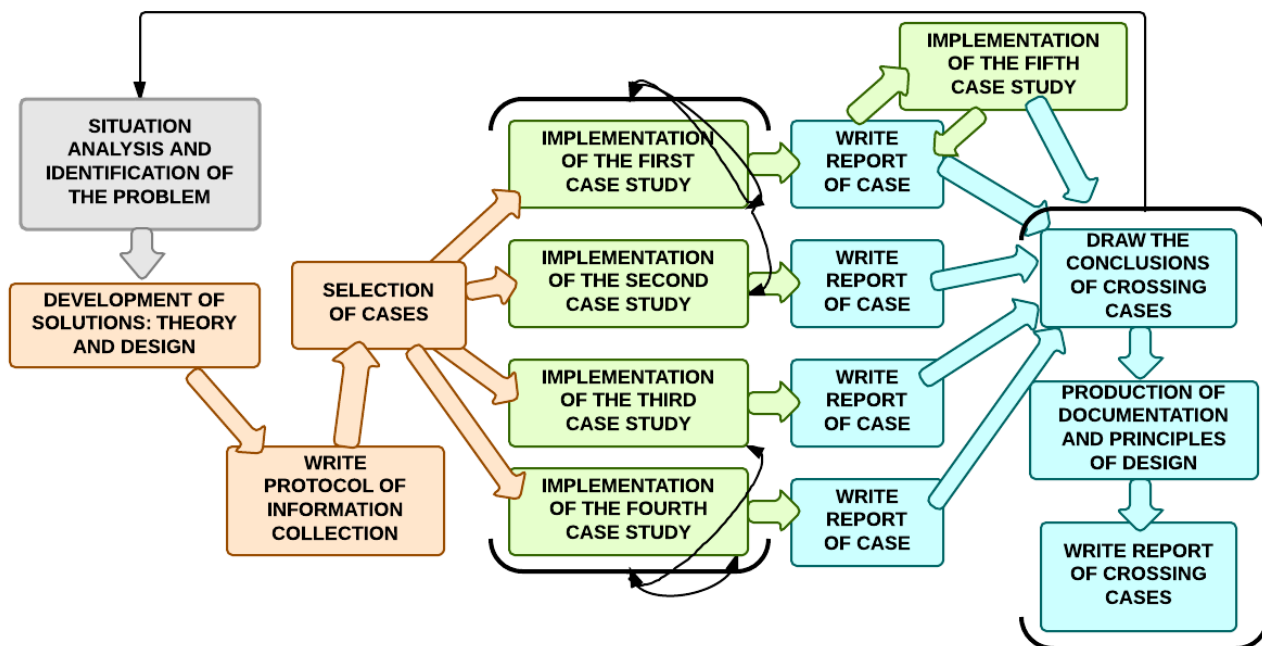 SITUATION
ANALYSIS AND
IDENTIFICATION OF
THE PROBLEM
DEVELOPMENT OF
SOLUTIONS: THEORY
AND DESIGN
WRITE
PROTOCOL OF
INFORMATION
COLLECTION
SELECTION
OF CASES
IMPLEMENTATION
OF THE FIRST
CASE STUDY
IMPLEMENTATION
OF THE SECOND
CASE STUDY
IMPLEMENTATION
OF THE THIRD
CASE STUDY
IMPLEMENTATION
OF THE FOURTH
CASE STUDY
WRITE
REPORT
OF CASE
WRITE
REPORT
OF CASE
WRITE
REPORT
OF CASE
WRITE
REPORT
OF CASE
IMPLEMENTATION
OF THE FIFTH
CASE STUDY
DRAW THE
CONCLUSIONS
OF CROSSING
CASES
PRODUCTION OF
DOCUMENTATION
AND PRINCIPLES
OF DESIGN
WRITE REPORT
OF CROSSING
CASES